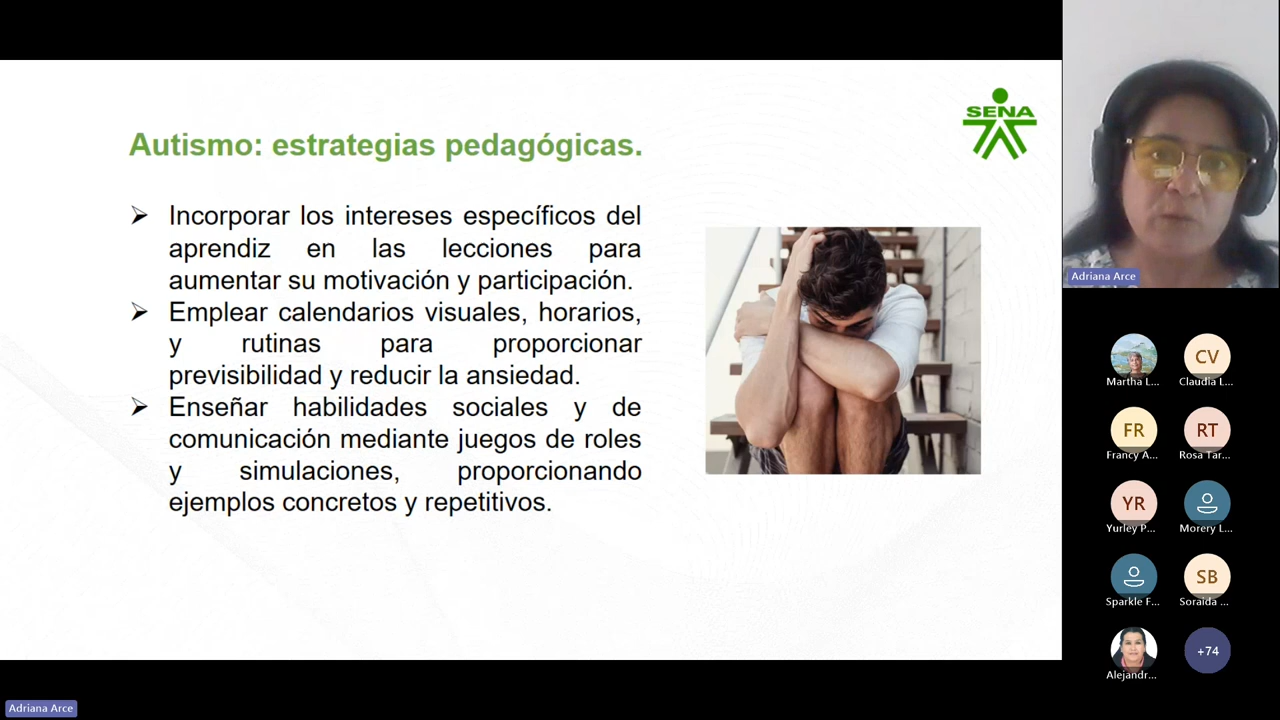 SENA
Autismo: estrategias pedagógicas.
➢ Incorporar los intereses específicos del
aprendiz en las lecciones para
aumentar su motivación y participación.
➢ Emplear calendarios visuales, horarios,
y rutinas para proporcionar
previsibilidad y reducir la ansiedad.
➢ Enseñar habilidades sociales y de
comunicación mediante juegos de roles
y simulaciones, proporcionando
ejemplos concretos y repetitivos.
Adriana Arce
CV
Martha L...
Claudia L...
FR
RT
Francy A...
Rosa Tar...
YR
Yurley P...
Morery L...
SB
Sparkle F...
Soraida ...
+74
Alejandr...
Adriana Arce